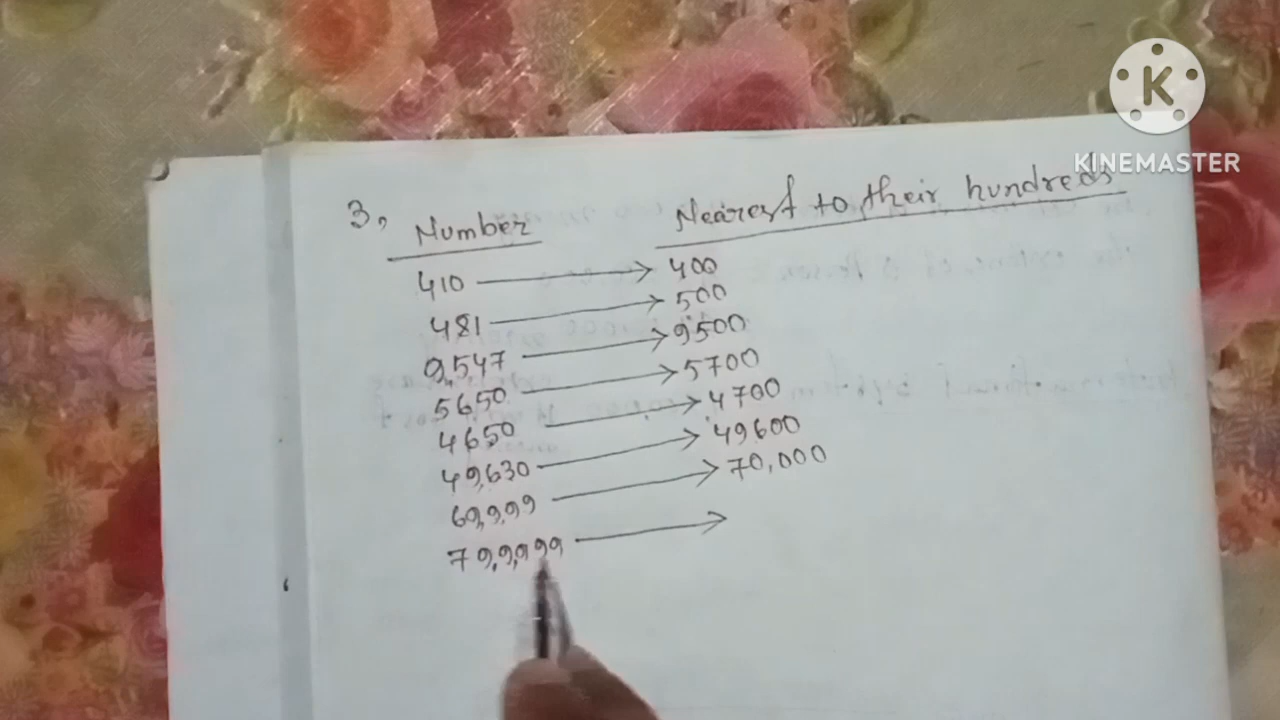 KINEMASTER
3, Number Nearest to their hundreds
410 → 400
481 → 500
9,547 → 9500
5650 → 5700
4650 → 4700
49,630 → 49600
69,999 → 70,000
79,9,999 →